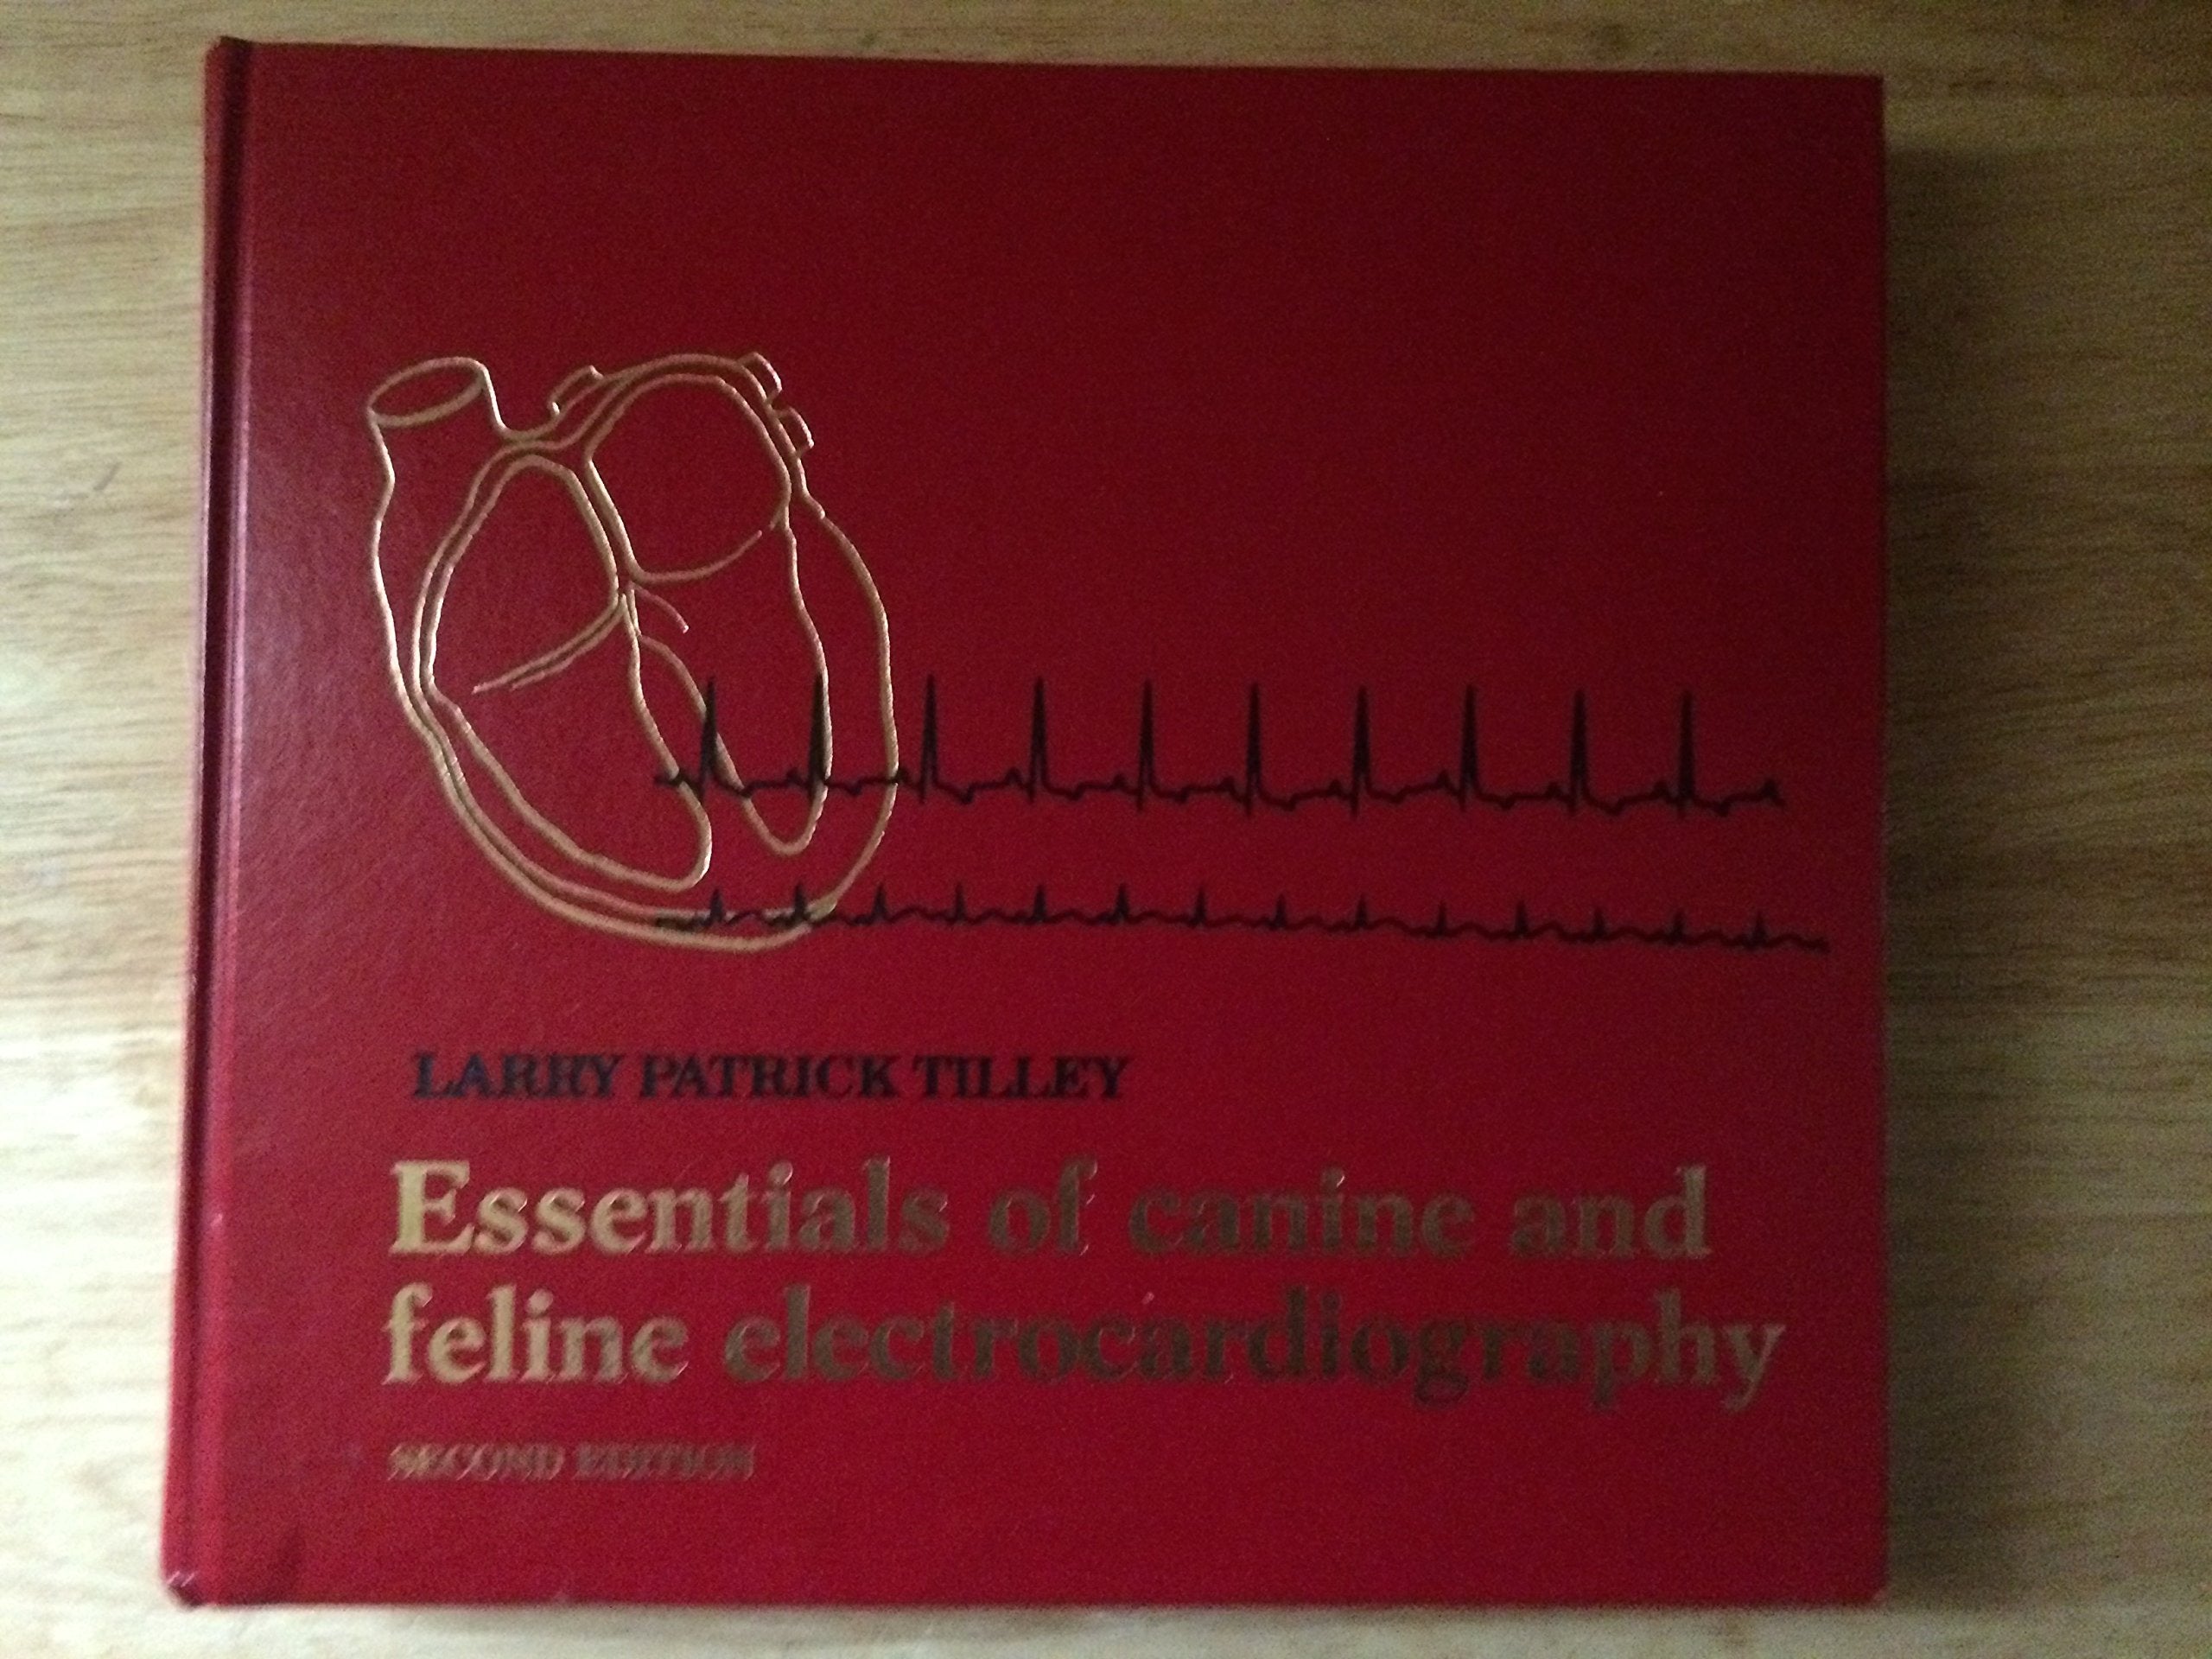 LARRY PATRICK TILLEY
Essentials of canine and
feline electrocardiography
SECOND EDITION